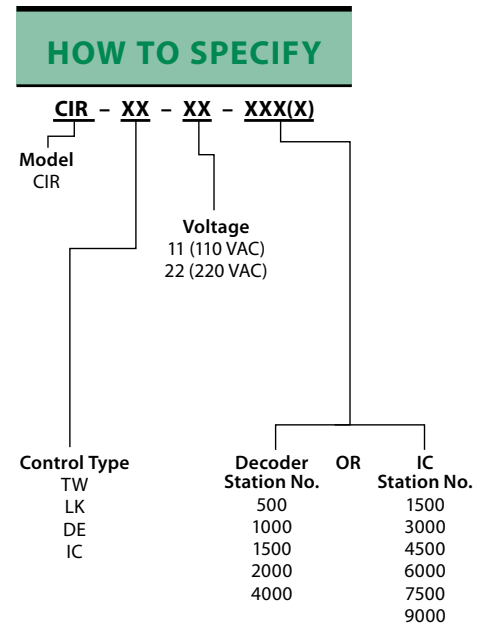 HOW TO SPECIFY
CIR – XX – XX – XXX(X)
Model
CIR
Voltage
11 (110 VAC)
22 (220 VAC)
Control Type
TW
LK
DE
IC
Decoder
Station No.
500
1000
1500
2000
4000
OR
IC
Station No.
1500
3000
4500
6000
7500
9000